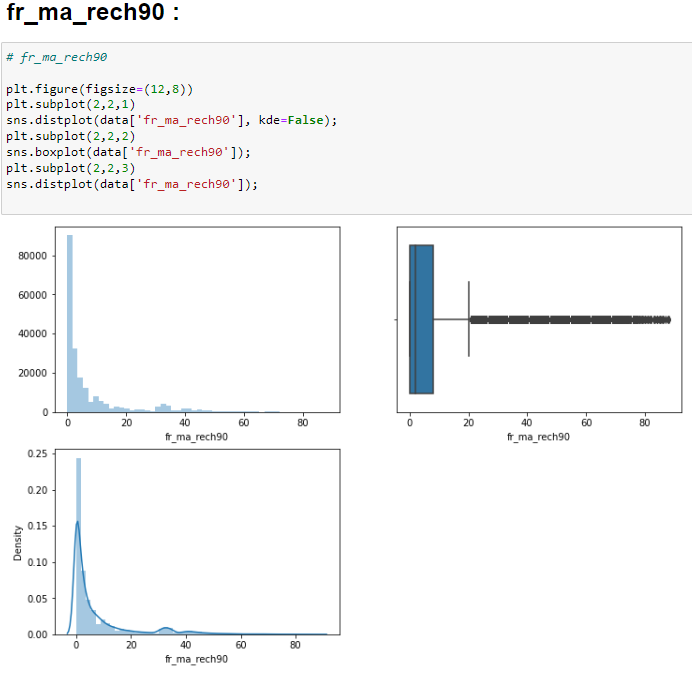 fr_ma_rech90 :
# fr_ma_rech90
plt.figure(figsize=(12,8))
plt.subplot(2,2,1)
sns.distplot(data['fr_ma_rech90'], kde=False);
plt.subplot(2,2,2)
sns.boxplot(data['fr_ma_rech90']);
plt.subplot(2,2,3)
sns.distplot(data['fr_ma_rech90']);
80000
60000
40000
20000
0
0 20 40 60 80
fr_ma_rech90
0 20 40 60 80
fr_ma_rech90
0.25
0.20
0.15
0.10
0.05
0.00
Density
0 20 40 60 80
fr_ma_rech90